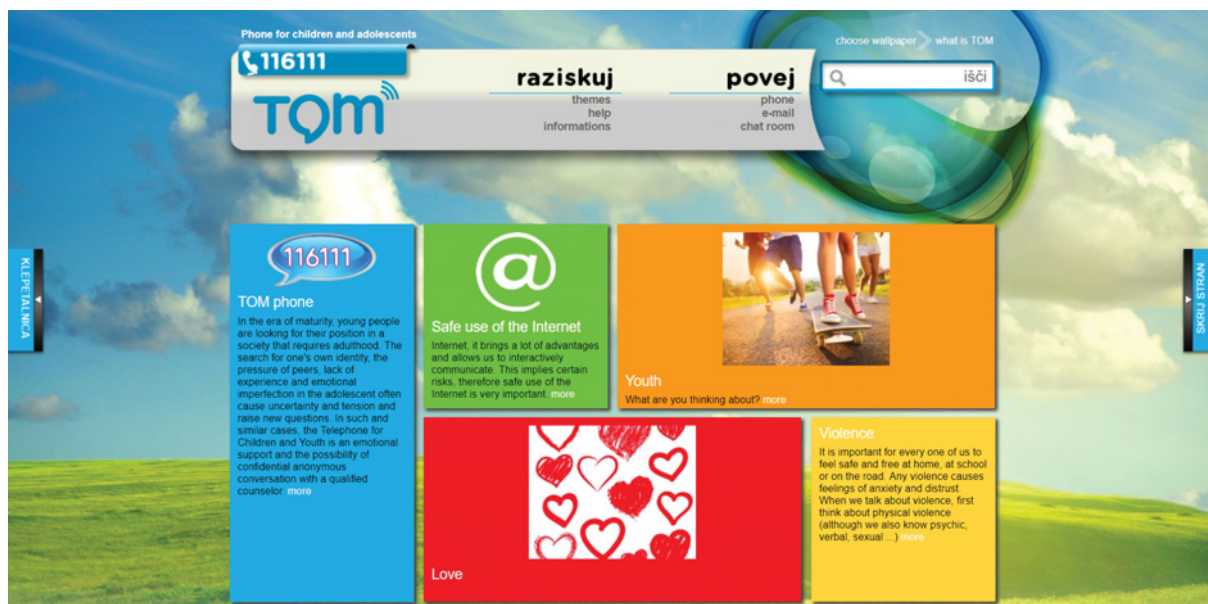 Phone for children and adolescents
116111
TOM
raziskuj
themes
help
informations
povej
phone
e-mail
chat room
choose wallpaper
what is TOM
išči
KLEPETALNICA
SKRIJ STRAN
116111
TOM phone
In the era of maturity, young people
are looking for their position in a
society that requires adulthood. The
search for one's own identity, the
pressure of peers, lack of
experience and emotional
imperfection in the adolescent often
cause uncertainty and tension and
raise new questions. In such and
similar cases, the Telephone for
Children and Youth is an emotional
support and the possibility of
confidential anonymous
conversation with a qualified
counselor. more
@
Safe use of the Internet
Internet, it brings a lot of advantages
and allows us to interactively
communicate. This implies certain
risks, therefore safe use of the
Internet is very important. more
Youth
What are you thinking about? more
Love
Violence
It is important for every one of us to
feel safe and free at home, at school
or on the road. Any violence causes
feelings of anxiety and distrust.
When we talk about violence, first
think about physical violence
(although we also know psychic,
verbal, sexual ...) more